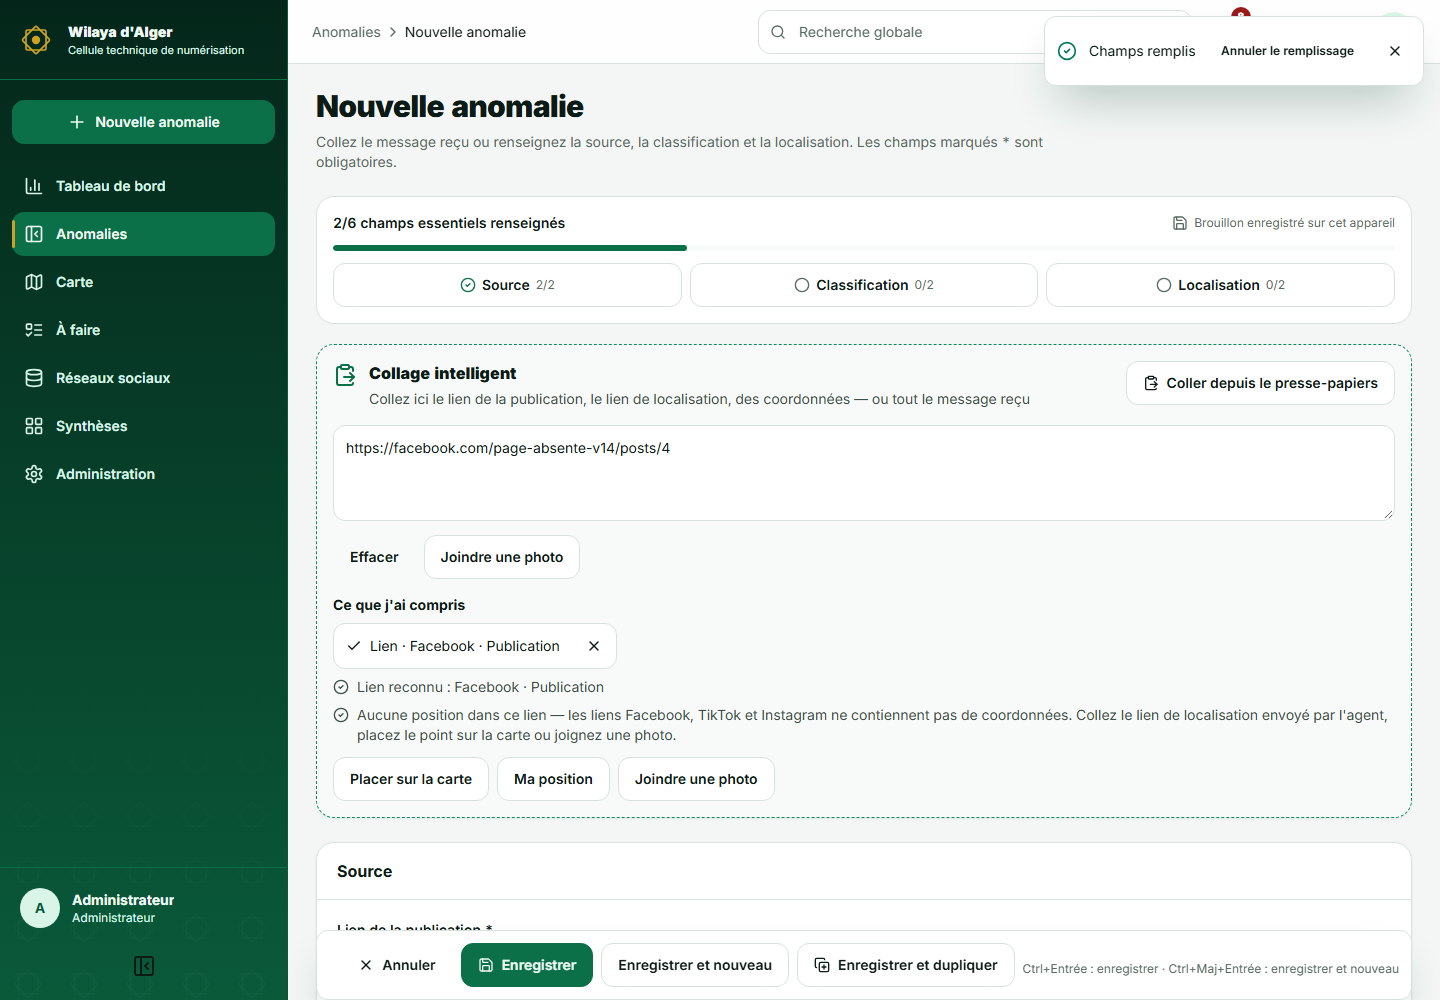 Wilaya d'Alger
Cellule technique de numérisation
Nouvelle anomalie
Tableau de bord
Anomalies
Carte
À faire
Réseaux sociaux
Synthèses
Administration
A
Administrateur
Administrateur
Anomalies > Nouvelle anomalie
Recherche globale
Champs remplis
Annuler le remplissage
Nouvelle anomalie
Collez le message reçu ou renseignez la source, la classification et la localisation. Les champs marqués * sont
obligatoires.
2/6 champs essentiels renseignés
Brouillon enregistré sur cet appareil
Source 2/2
Classification 0/2
Localisation 0/2
Collage intelligent
Collez ici le lien de la publication, le lien de localisation, des coordonnées — ou tout le message reçu
Coller depuis le presse-papiers
https://facebook.com/page-absente-v14/posts/4
Effacer
Joindre une photo
Ce que j'ai compris
Lien · Facebook · Publication
Lien reconnu : Facebook · Publication
Aucune position dans ce lien — les liens Facebook, TikTok et Instagram ne contiennent pas de coordonnées. Collez le lien de localisation envoyé par l'agent,
placez le point sur la carte ou joignez une photo.
Placer sur la carte
Ma position
Joindre une photo
Source
Lien de la publication *
Annuler
Enregistrer
Enregistrer et nouveau
Enregistrer et dupliquer
Ctrl+Entrée : enregistrer · Ctrl+Maj+Entrée : enregistrer et nouveau